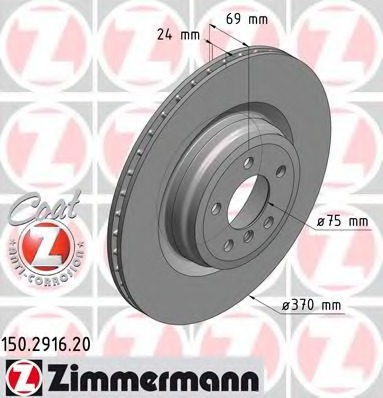 69 mm
24 mm
ø75 mm
ø370 mm
Coat
Z
ANTI-CORROSION
150.2916.20
Z Zimmermann